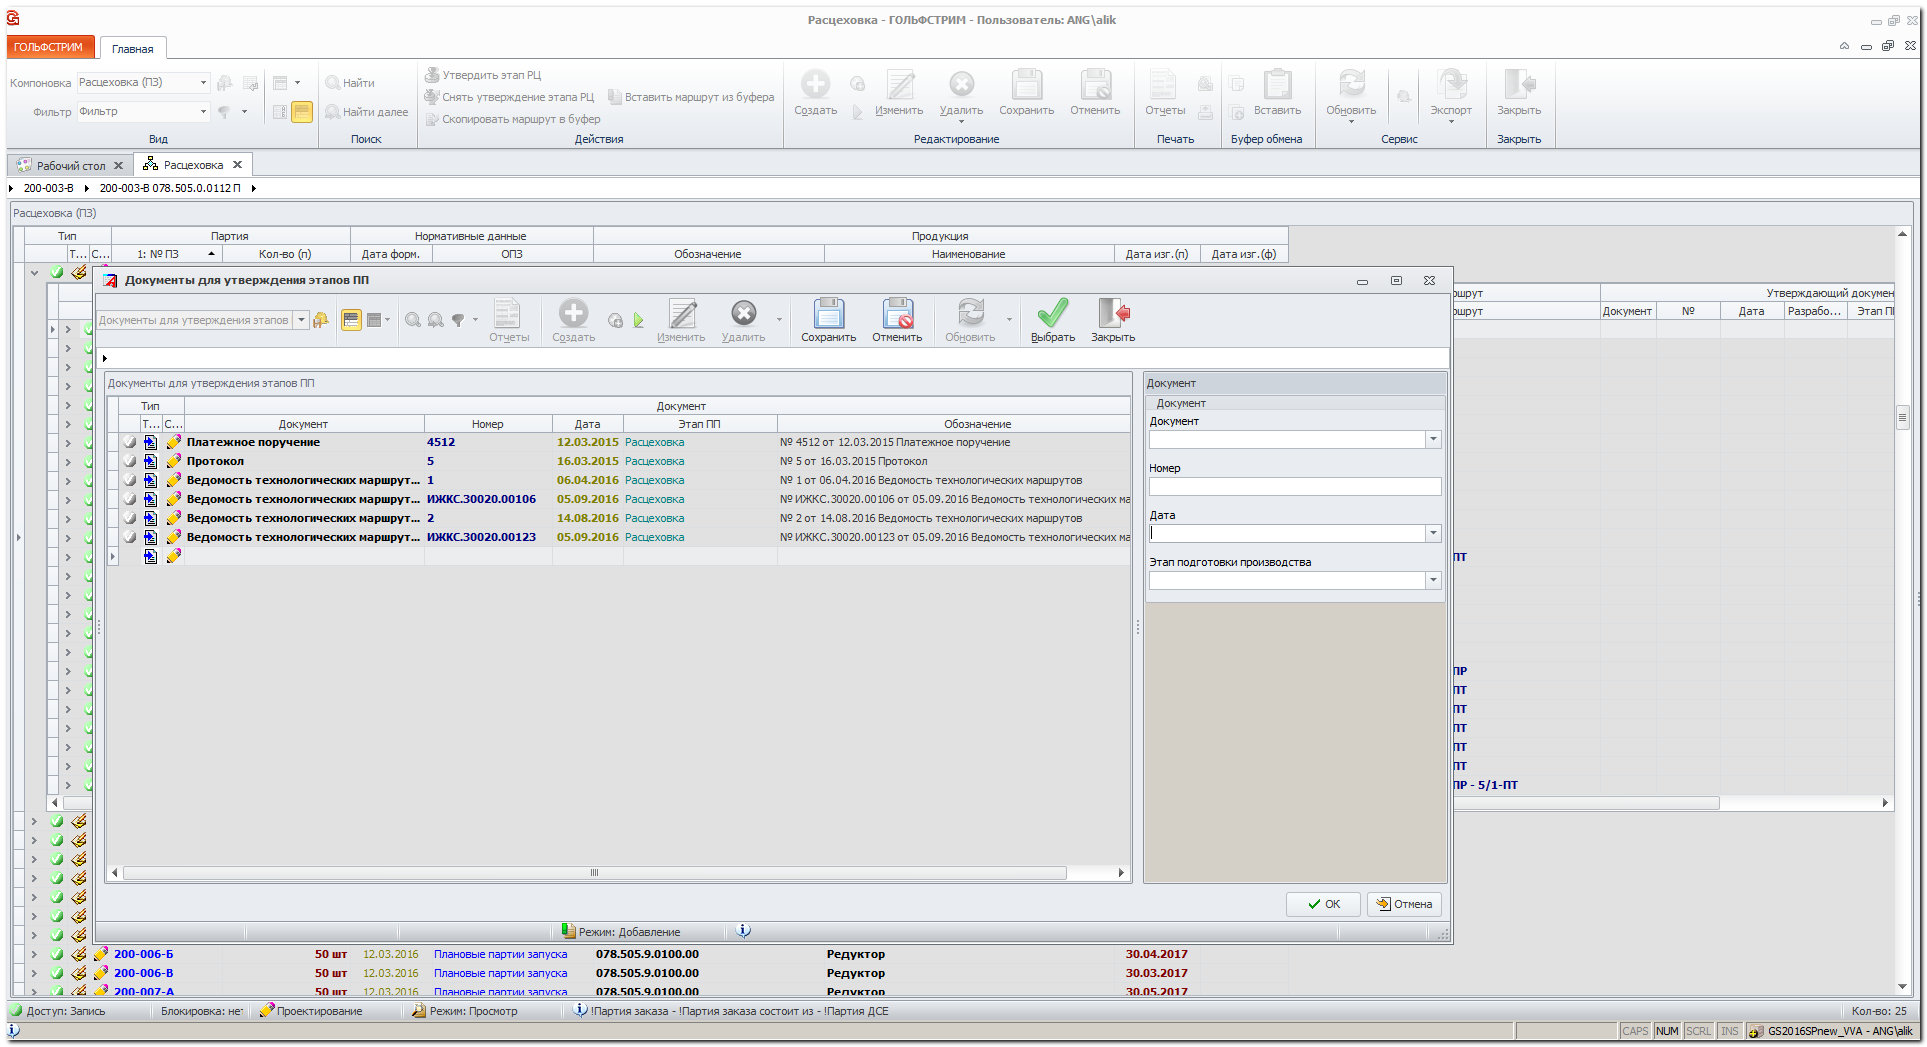 Расцеховка - ГОЛЬФСТРИМ - Пользователь: ANG\alik
ГОЛЬФСТРИМ Главная
Компоновка Расцеховка (ПЗ)
Фильтр Фильтр
Вид
Найти
Найти далее
Поиск
Утвердить этап РЦ
Снять утверждение этапа РЦ Вставить маршрут из буфера
Скопировать маршрут в буфер
Действия
Создать Изменить Удалить Сохранить Отменить
Редактирование
Отчеты
Печать
Вставить
Буфер обмена
Обновить Экспорт
Сервис
Закрыть
Закрыть
Рабочий стол Расцеховка
200-003-В 200-003-В 078.505.0.0112 П
Расцеховка (ПЗ)
Тип Партия Нормативные данные Продукция
Т... С... 1: № ПЗ Кол-во (п) Дата форм. ОПЗ Обозначение Наименование Дата изг.(п) Дата изг.(ф)
Документы для утверждения этапов ПП
Документы для утверждения этапов
Отчеты Создать Изменить Удалить Сохранить Отменить Обновить Выбрать Закрыть
Документы для утверждения этапов ПП
Тип Документ
Т... С... Документ Номер Дата Этап ПП Обозначение
Платежное поручение 4512 12.03.2015 Расцеховка № 4512 от 12.03.2015 Платежное поручение
Протокол 5 16.03.2015 Расцеховка № 5 от 16.03.2015 Протокол
Ведомость технологических маршрут... 1 06.04.2016 Расцеховка № 1 от 06.04.2016 Ведомость технологических маршрутов
Ведомость технологических маршрут... ИЖКС.30020.00106 05.09.2016 Расцеховка № ИЖКС.30020.00106 от 05.09.2016 Ведомость технологических ма
Ведомость технологических маршрут... 2 14.08.2016 Расцеховка № 2 от 14.08.2016 Ведомость технологических маршрутов
Ведомость технологических маршрут... ИЖКС.30020.00123 05.09.2016 Расцеховка № ИЖКС.30020.00123 от 05.09.2016 Ведомость технологических ма
Документ
Документ
Документ
Номер
Дата
Этап подготовки производства
OK Отмена
Режим: Добавление
ршрут Утверждающий докумен
ршрут Документ № Дата Разрабо... Этап ПП
ПТ
ПР
ПТ
ПТ
ПТ
ПТ
ПТ
ПР - 5/1-ПТ
200-006-Б 50 шт 12.03.2016 Плановые партии запуска 078.505.9.0100.00 Редуктор 30.04.2017
200-006-В 50 шт 12.03.2016 Плановые партии запуска 078.505.9.0100.00 Редуктор 30.03.2017
200-007-А 50 шт 12.03.2016 Плановые партии запуска 078.505.9.0100.00 Редуктор 30.05.2017
Доступ: Запись Блокировка: нет Проектирование Режим: Просмотр !Партия заказа - !Партия заказа состоит из - !Партия ДСЕ Кол-во: 25
CAPS NUM SCRL INS GS2016SPnew_VVA - ANG\alik